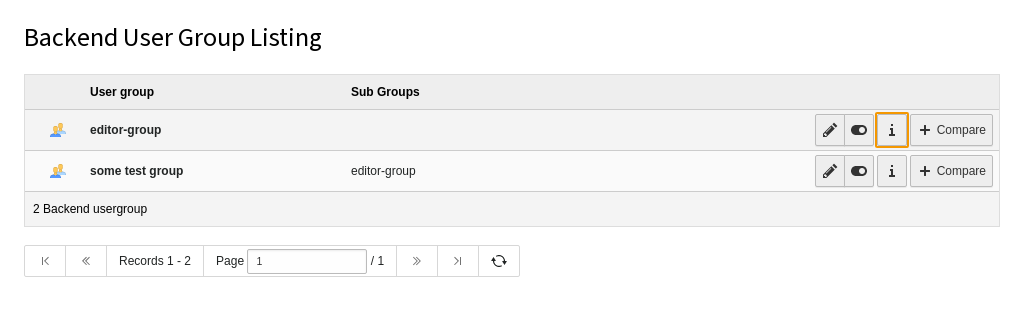 Backend User Group Listing
User group Sub Groups
editor-group Compare
some test group editor-group Compare
2 Backend usergroup
Records 1 - 2 Page 1 / 1